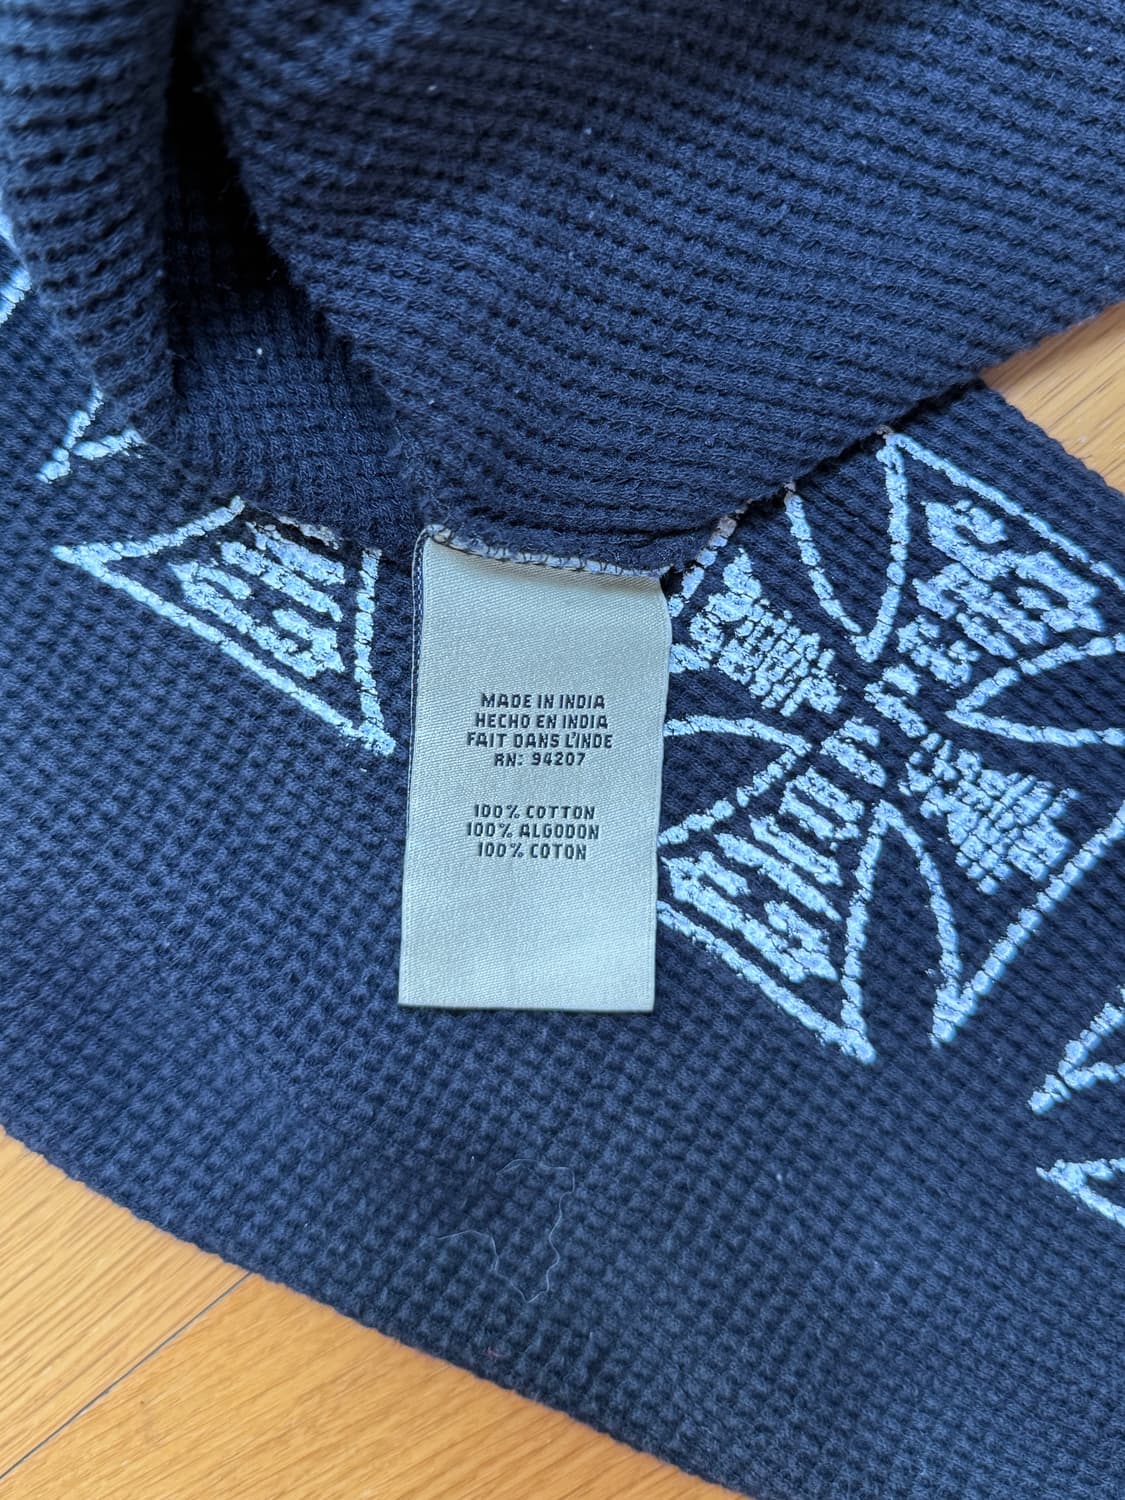 MADE IN INDIA
HECHO EN INDIA
FAIT DANS L'INDE
RN: 94207
100% COTTON
100% ALGODON
100% COTON